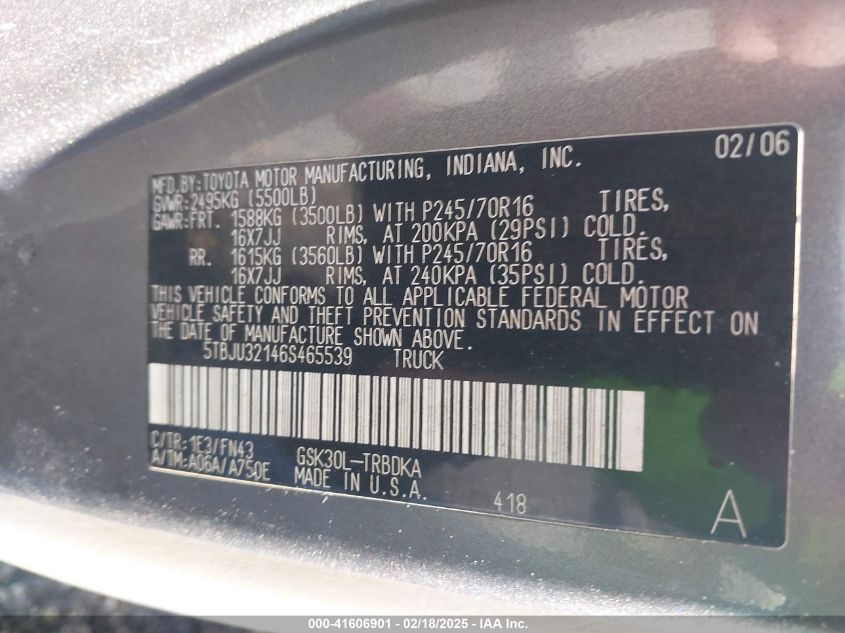 02/06
MFD.BY:TOYOTA MOTOR MANUFACTURING, INDIANA, INC.
GVWR:2495KG (5500LB)
GAWR:FRT. 1588KG (3500LB) WITH P245/70R16 TIRES,
16X7JJ RIMS, AT 200KPA (29PSI) COLD.
RR. 1615KG (3560LB) WITH P245/70R16 TIRES,
16X7JJ RIMS, AT 240KPA (35PSI) COLD.
THIS VEHICLE CONFORMS TO ALL APPLICABLE FEDERAL MOTOR
VEHICLE SAFETY AND THEFT PREVENTION STANDARDS IN EFFECT ON
THE DATE OF MANUFACTURE SHOWN ABOVE.
5TBJU32146S465539 TRUCK
C/TR:1E3/FN43 GSK30L-TRBDKA
A/TM:A06A/A750E MADE IN U.S.A.
418
A
000-41606901 - 02/18/2025 - IAA Inc.